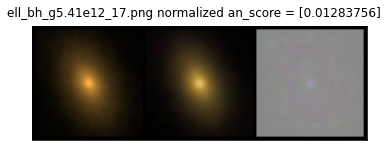 ell_bh_g5.41e12_17.png normalized an_score = [0.01283756]